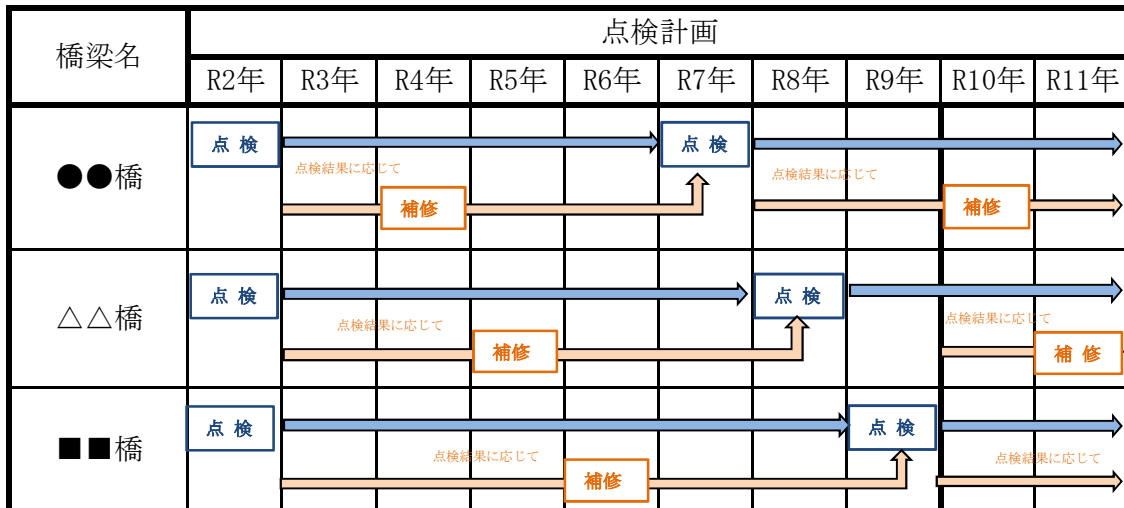 橋梁名
点検計画
R2年 R3年 R4年 R5年 R6年 R7年 R8年 R9年 R10年 R11年
●●橋
点 検
点検結果に応じて
補修
点 検
点検結果に応じて
補修
△△橋
点 検
点検結果に応じて
補修
点 検
点検結果に応じて
補 修
■■橋
点 検
点検結果に応じて
補修
点 検
点検結果に応じて